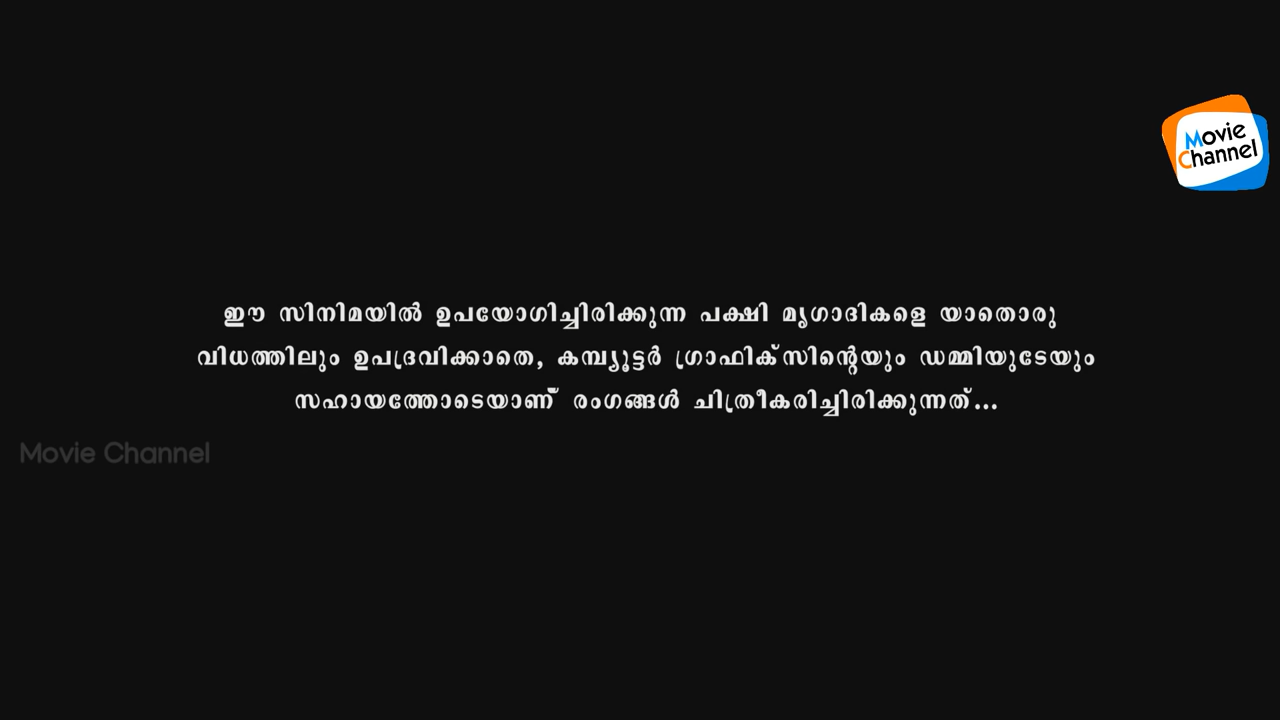 Movie
Channel
ഈ സിനിമയിൽ ഉപയോഗിച്ചിരിക്കുന്ന പക്ഷി മൃഗാദികളെ യാതൊരു
വിധത്തിലും ഉപദ്രവിക്കാതെ, കമ്പ്യൂട്ടർ ഗ്രാഫിക്സിന്റെയും ഡമ്മിയുടേയും
സഹായത്തോടെയാണ് രംഗങ്ങൾ ചിത്രീകരിച്ചിരിക്കുന്നത്...
Movie Channel